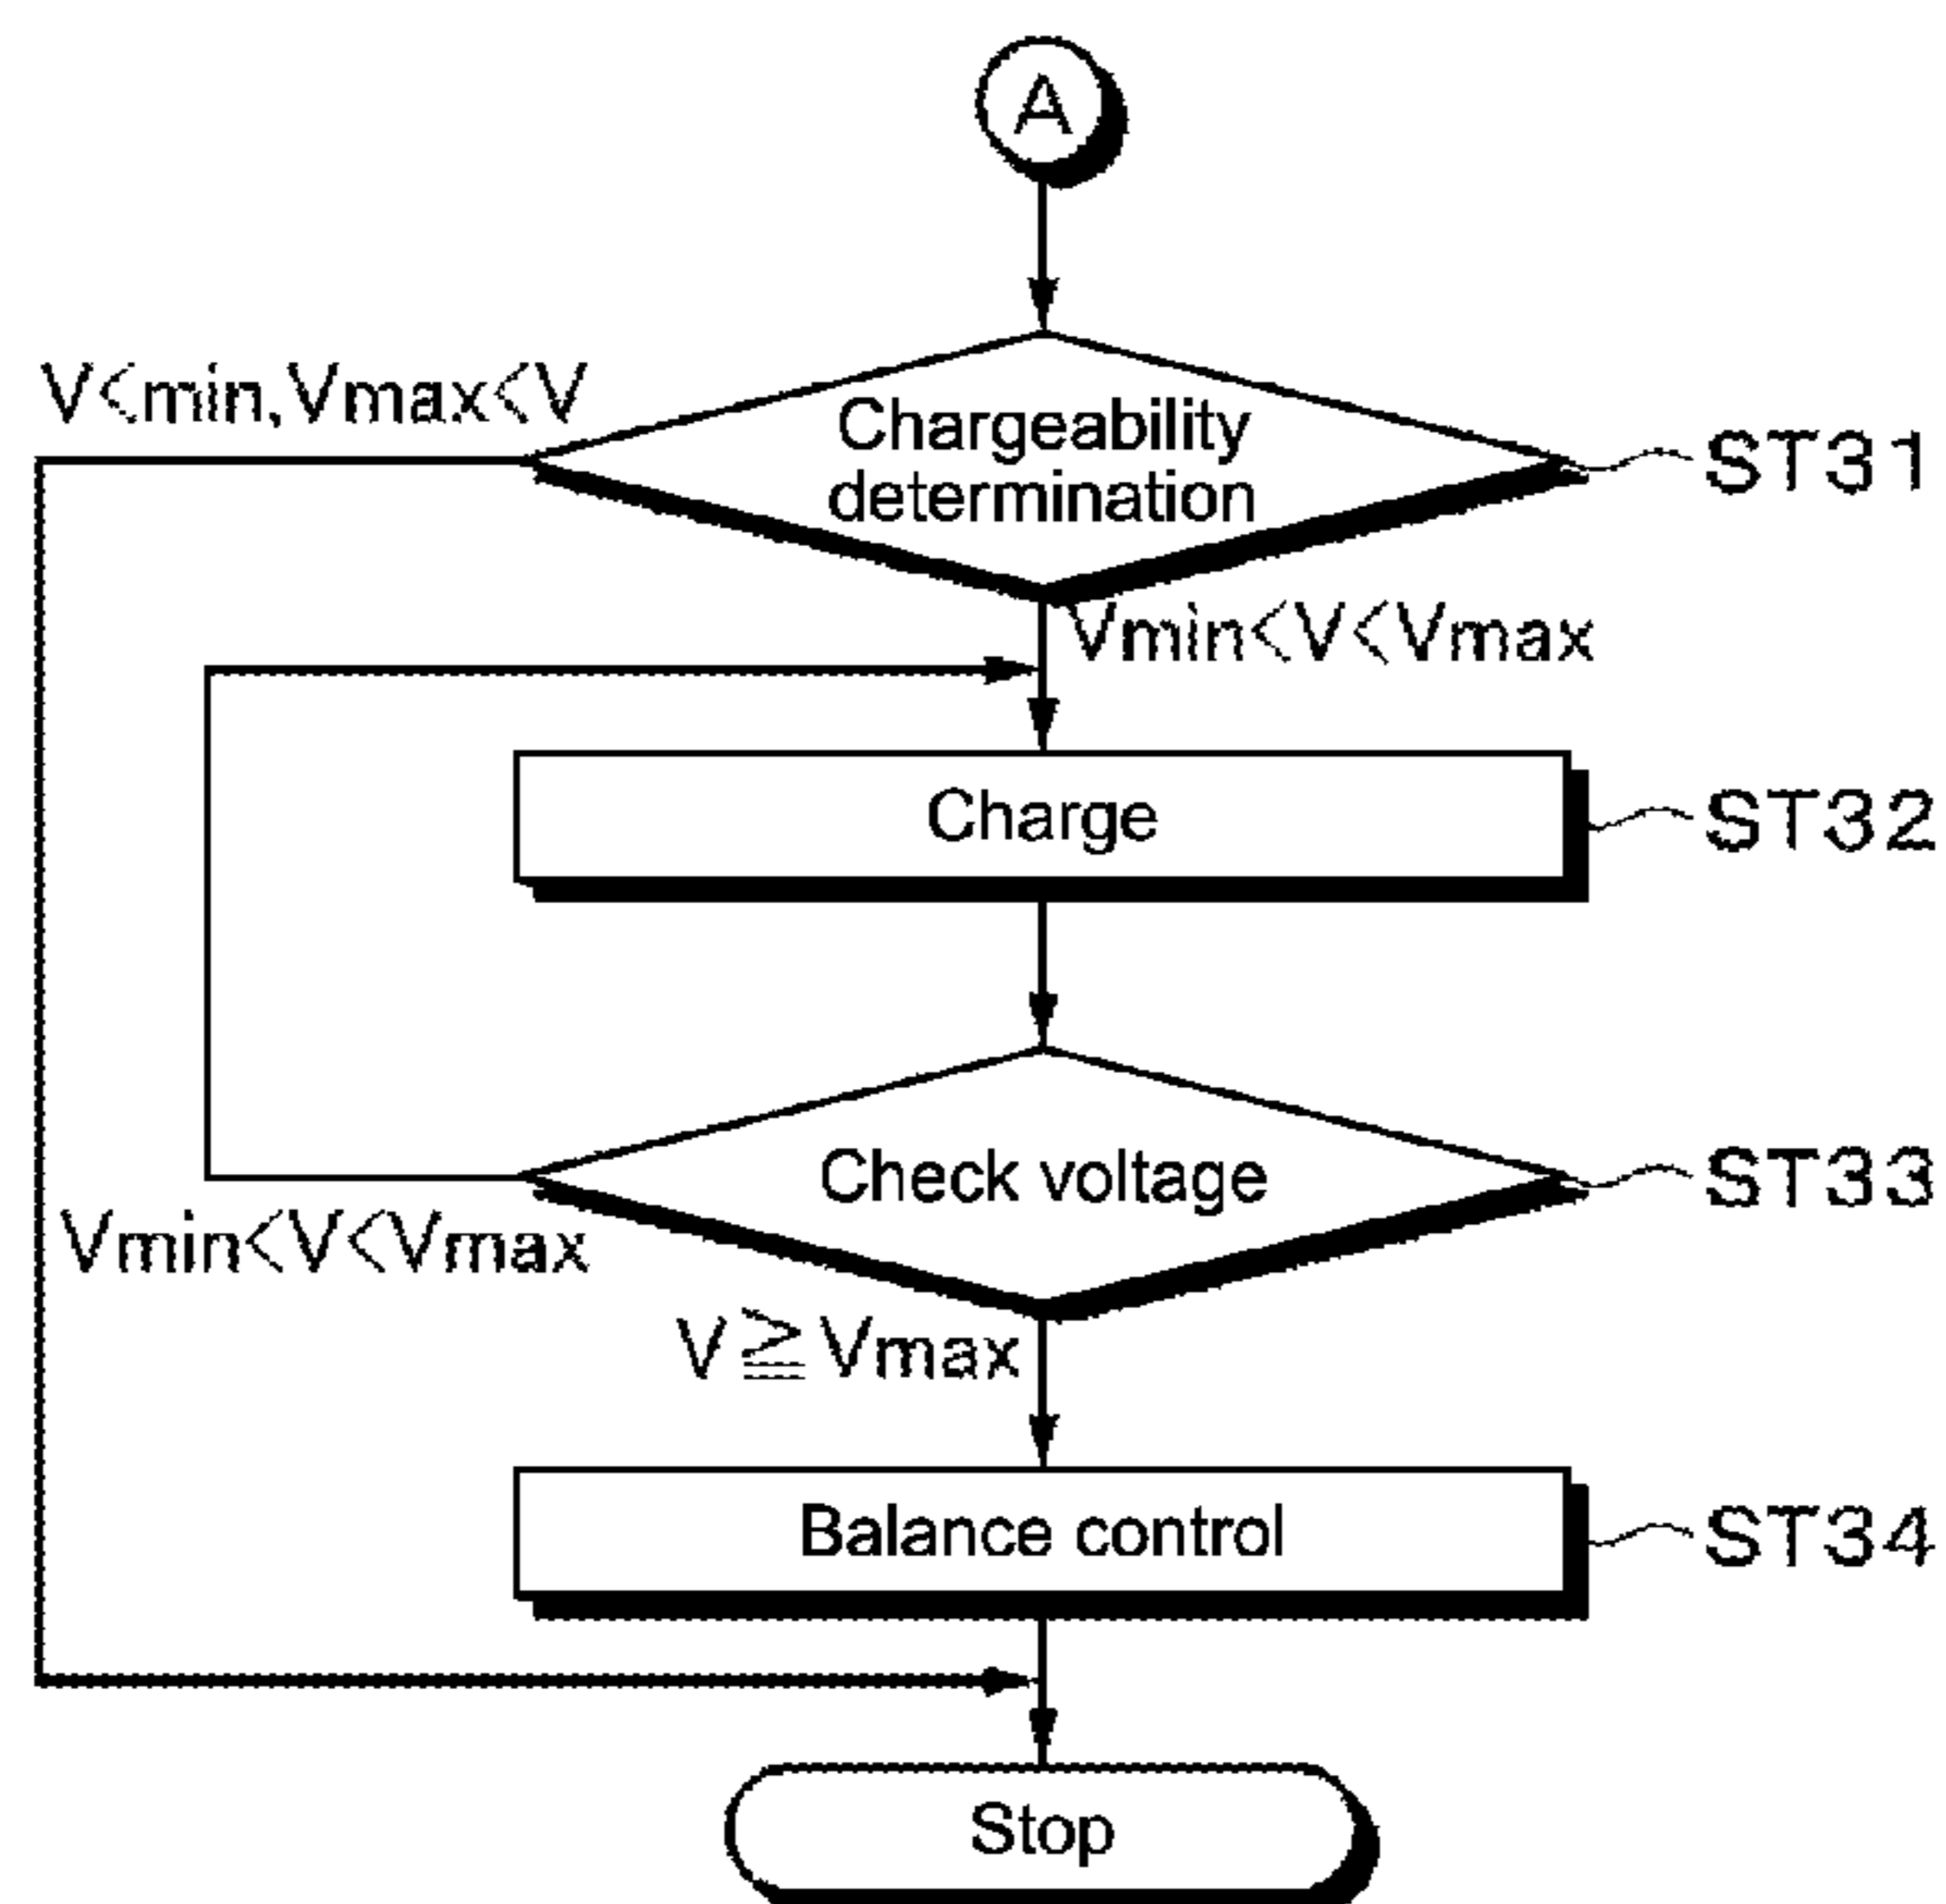 A
V<min,Vmax<V
Chargeability
determination
ST31
Vmin<V<Vmax
Charge
ST32
Check voltage
ST33
Vmin<V<Vmax
V≧Vmax
Balance control
ST34
Stop